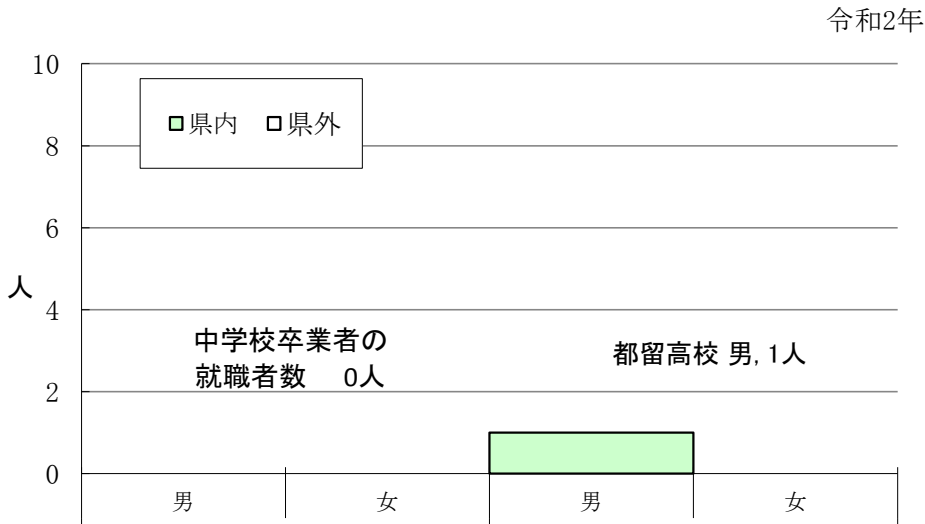 令和2年
10
県内 県外
8
6
人
4
中学校卒業者の
就職者数 0人
都留高校 男, 1人
2
0
男 女 男 女